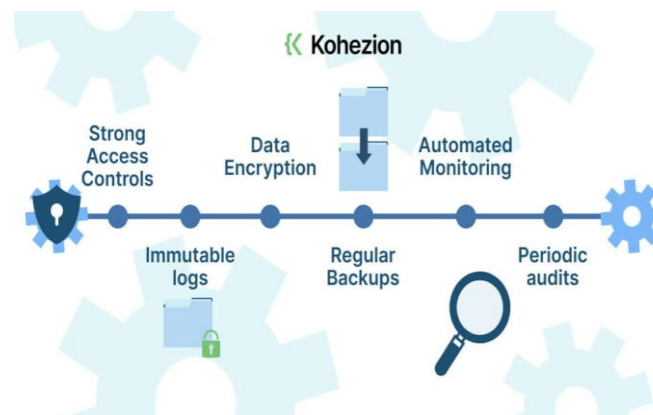 Kohezion
Strong
Access
Controls
Data
Encryption
Automated
Monitoring
Immutable
logs
Regular
Backups
Periodic
audits